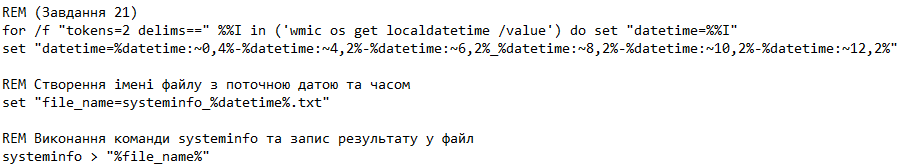 REM (Завдання 21)
for /f "tokens=2 delims==" %%I in ('wmic os get localdatetime /value') do set "datetime=%%I"
set "datetime=%datetime:~0,4%-%datetime:~4,2%-%datetime:~6,2%_%datetime:~8,2%-%datetime:~10,2%-%datetime:~12,2%"
REM Створення імені файлу з поточною датою та часом
set "file_name=systeminfo_%datetime%.txt"
REM Виконання команди systeminfo та запис результату у файл
systeminfo > "%file_name%"